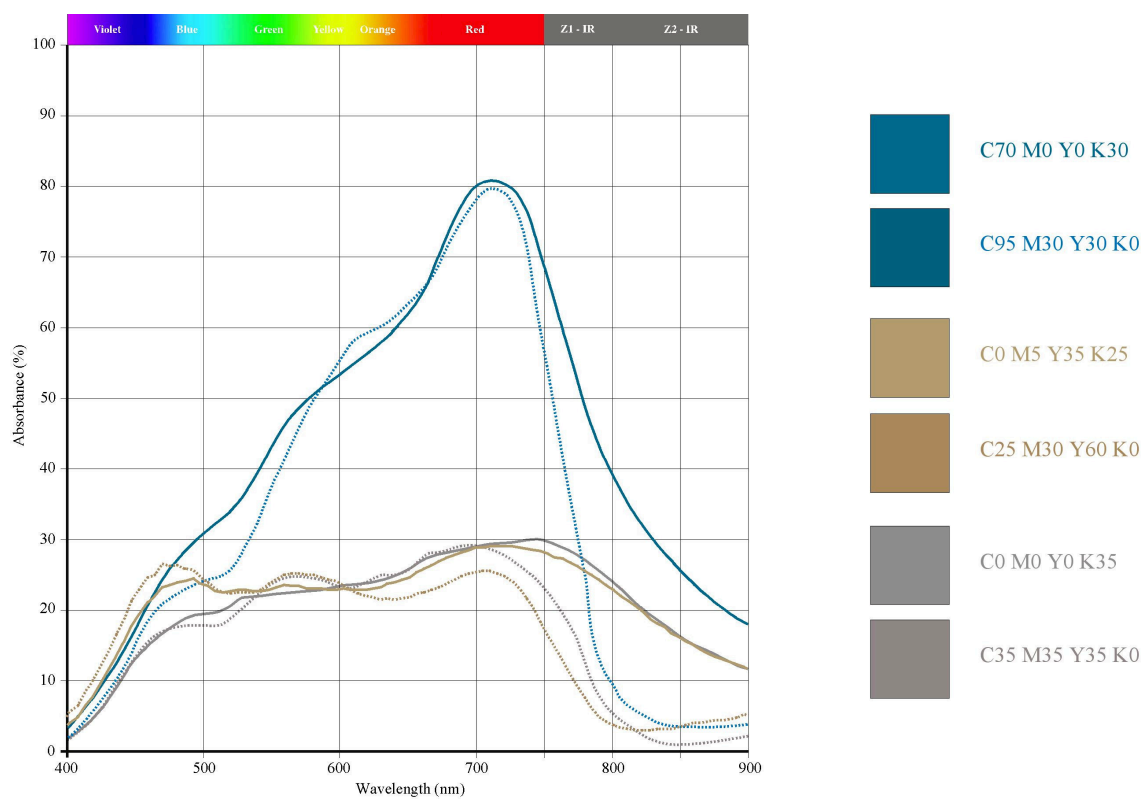 Violet Blue Green Yellow Orange Red Z1 - IR Z2 - IR
100
90
80
70
60
50
40
30
20
10
0
Absorbance (%)
400 500 600 700 800 900
Wavelength (nm)
C70 M0 Y0 K30
C95 M30 Y30 K0
C0 M5 Y35 K25
C25 M30 Y60 K0
C0 M0 Y0 K35
C35 M35 Y35 K0